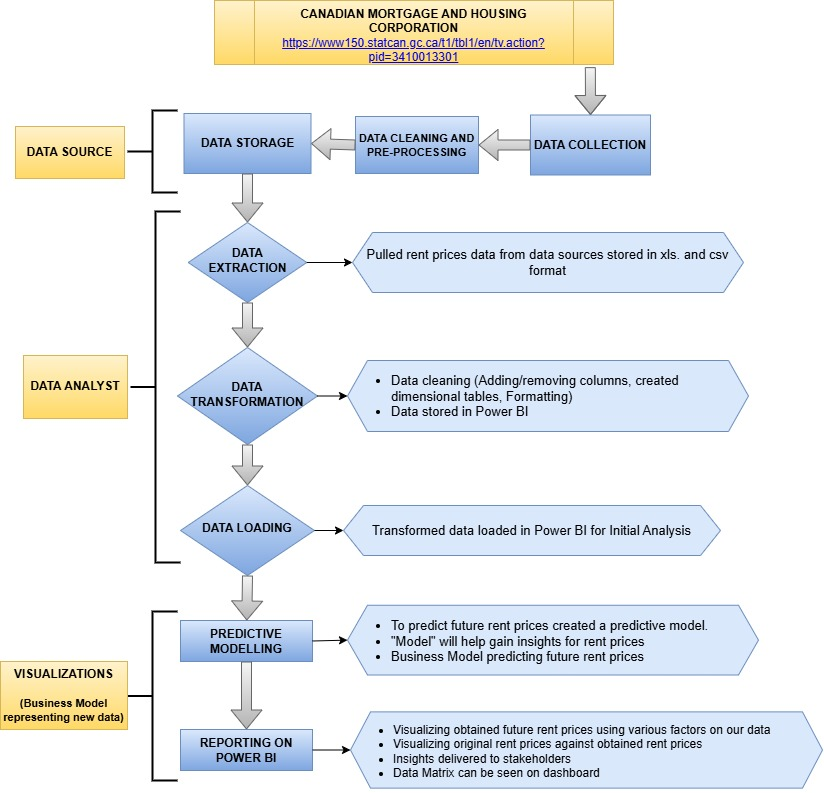 CANADIAN MORTGAGE AND HOUSING
CORPORATION
https://www150.statcan.gc.ca/t1/tbl1/en/tv.action?
pid=3410013301
DATA SOURCE
DATA STORAGE
DATA CLEANING AND
PRE-PROCESSING
DATA COLLECTION
DATA ANALYST
DATA
EXTRACTION
Pulled rent prices data from data sources stored in xls. and csv
format
DATA
TRANSFORMATION
• Data cleaning (Adding/removing columns, created
dimensional tables, Formatting)
• Data stored in Power BI
DATA LOADING
Transformed data loaded in Power BI for Initial Analysis
VISUALIZATIONS
(Business Model
representing new data)
PREDICTIVE
MODELLING
• To predict future rent prices created a predictive model.
• "Model" will help gain insights for rent prices
• Business Model predicting future rent prices
REPORTING ON
POWER BI
• Visualizing obtained future rent prices using various factors on our data
• Visualizing original rent prices against obtained rent prices
• Insights delivered to stakeholders
• Data Matrix can be seen on dashboard